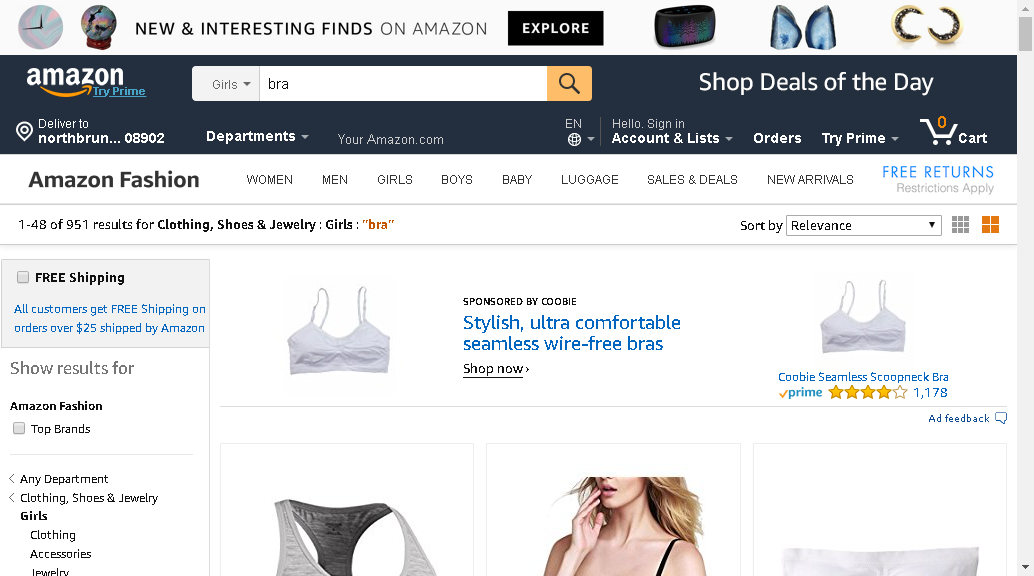 NEW & INTERESTING FINDS ON AMAZON
EXPLORE
amazon
Try Prime
Girls
bra
Shop Deals of the Day
Deliver to
northbrun... 08902
Departments
Your Amazon.com
EN
Hello. Sign in
Account & Lists
Orders
Try Prime
0
Cart
Amazon Fashion
WOMEN
MEN
GIRLS
BOYS
BABY
LUGGAGE
SALES & DEALS
NEW ARRIVALS
FREE RETURNS
Restrictions Apply
1-48 of 951 results for Clothing, Shoes & Jewelry : Girls : "bra"
Sort by
Relevance
FREE Shipping
All customers get FREE Shipping on
orders over $25 shipped by Amazon
Show results for
Amazon Fashion
Top Brands
Any Department
Clothing, Shoes & Jewelry
Girls
Clothing
Accessories
Jewelry
SPONSORED BY COOBIE
Stylish, ultra comfortable
seamless wire-free bras
Shop now ›
Coobie Seamless Scoopneck Bra
prime
1,178
Ad feedback